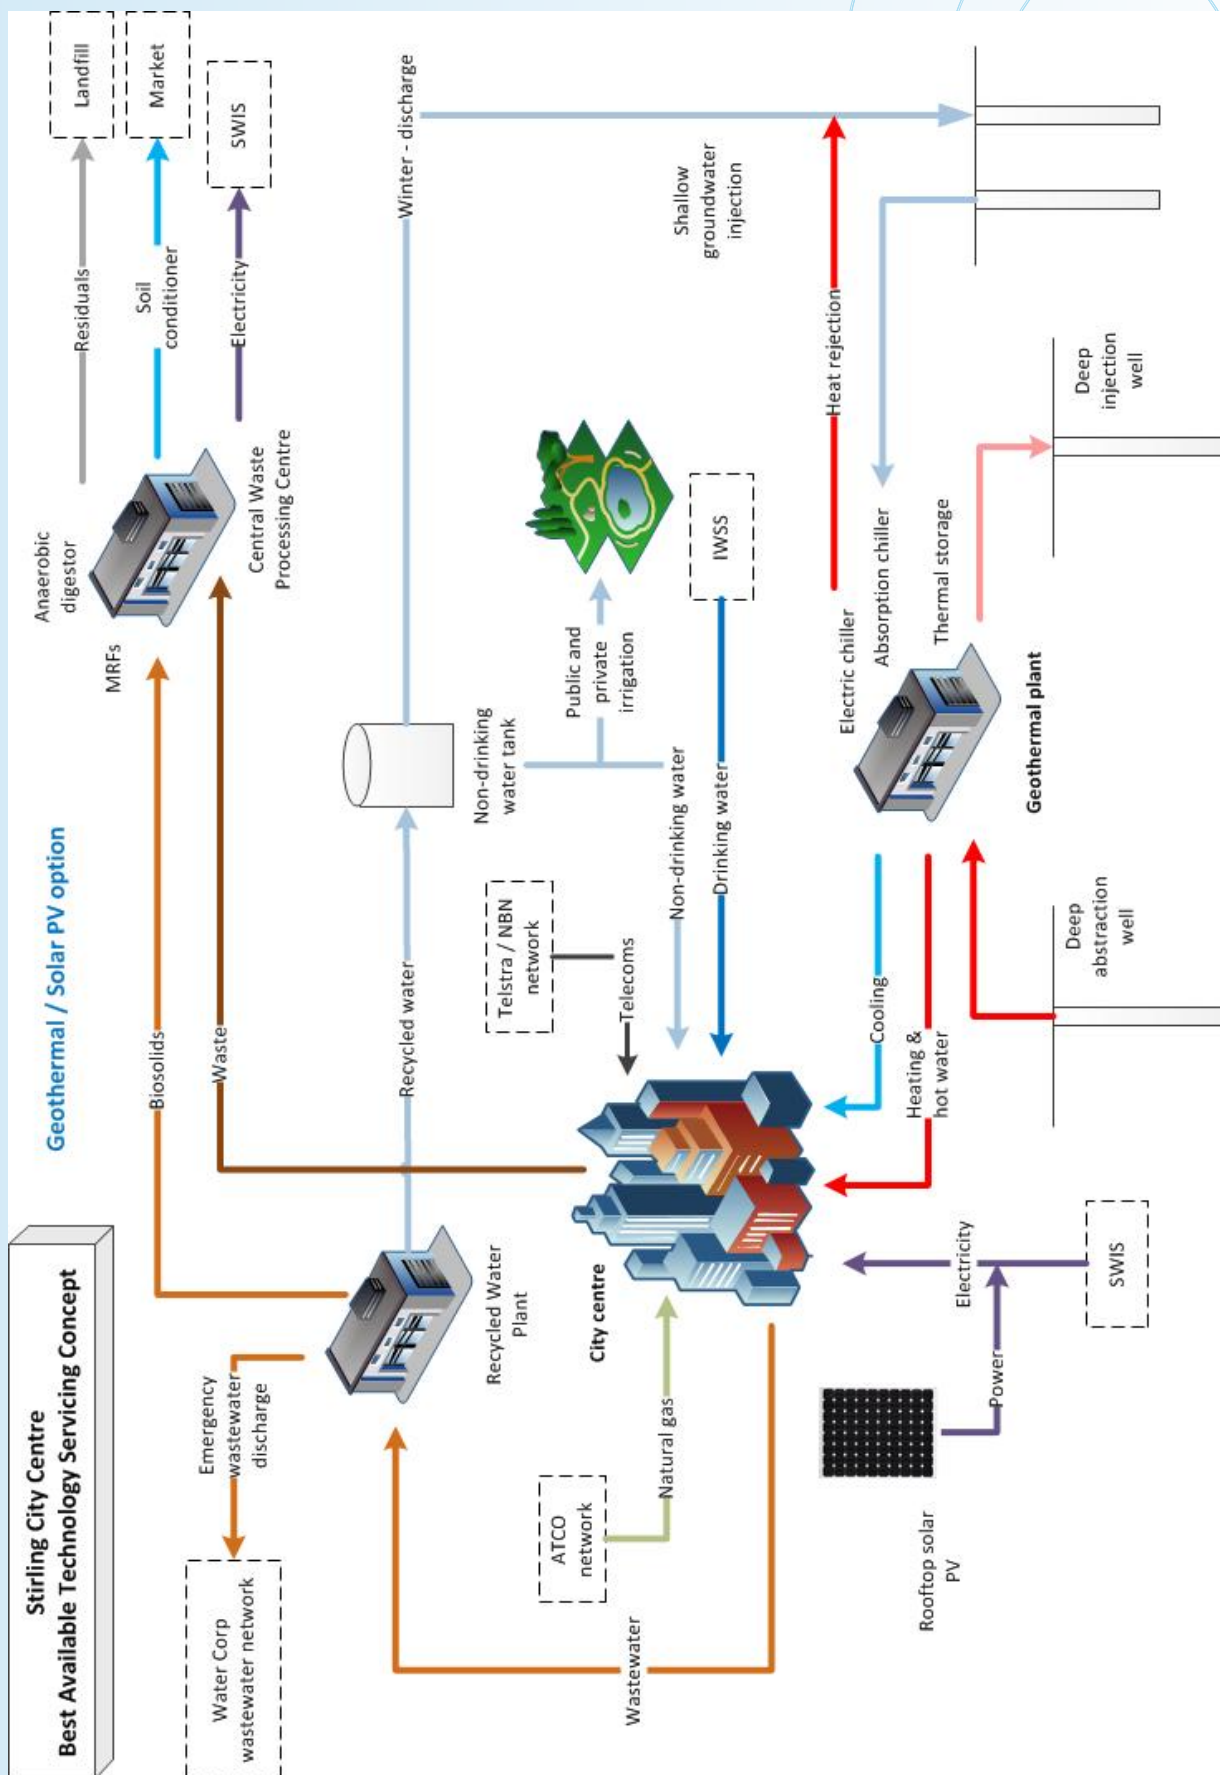 Stirling City Centre
Best Available Technology Servicing Concept
Geothermal / Solar PV option
Anaerobic
digestor
MRFs
Central Waste
Processing Centre
Residuals
Landfill
Soil
conditioner
Market
Electricity
SWIS
Biosolids
Waste
Emergency
wastewater
discharge
Water Corp
wastewater network
Recycled Water
Plant
Recycled water
Non-drinking
water tank
Winter - discharge
Public and
private
irrigation
Telstra / NBN
network
Telecoms
Non-drinking water
Drinking water
IWSS
Shallow
groundwater
injection
Heat rejection
ATCO
network
Natural gas
City centre
Wastewater
Electric chiller
Absorption chiller
Thermal storage
Geothermal plant
Cooling
Heating &
hot water
Deep
abstraction
well
Deep
injection
well
Rooftop solar
PV
Power
Electricity
SWIS